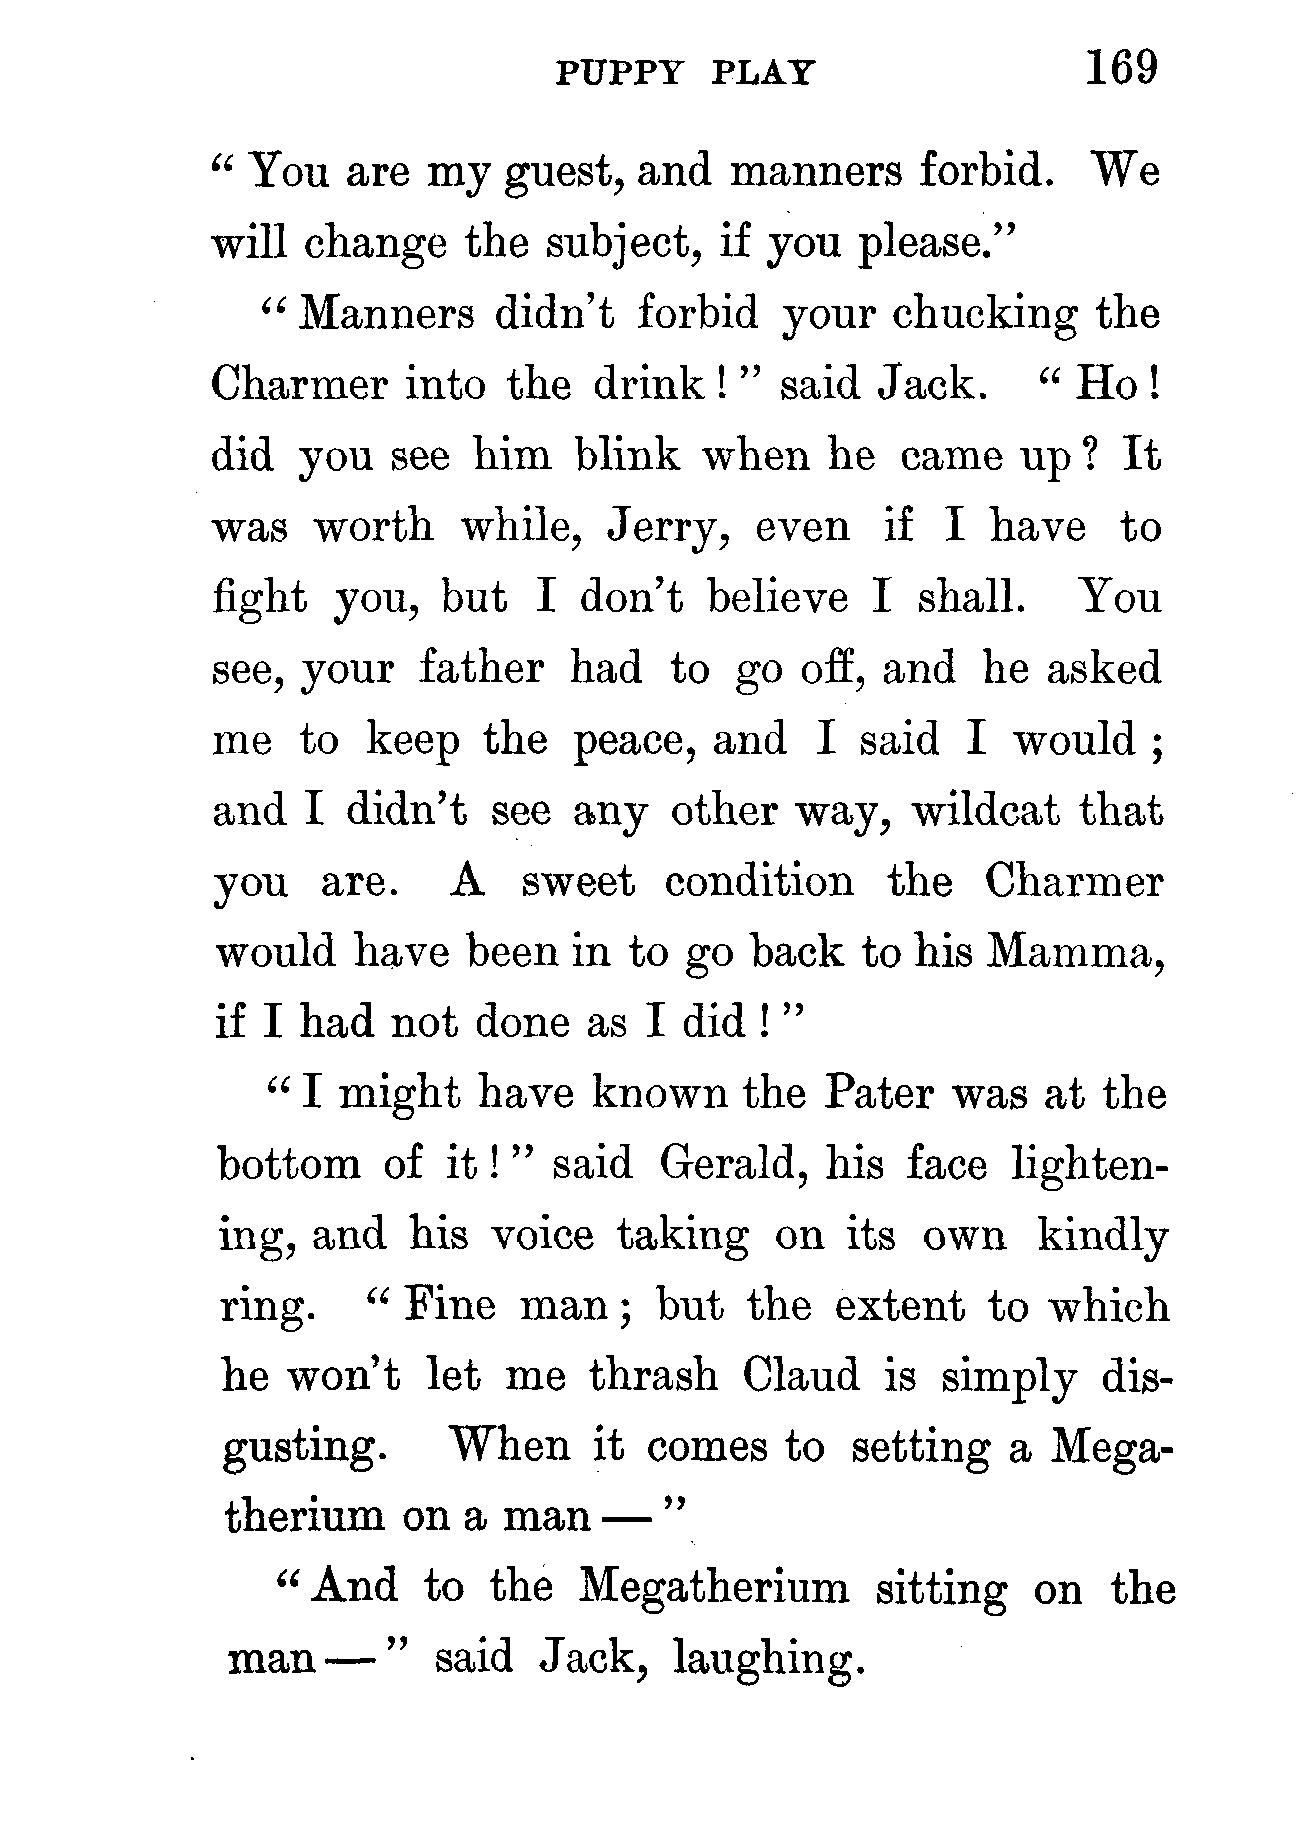 PUPPY PLAY 169
“ You are my guest, and manners forbid. We
will change the subject, if you please.”
“ Manners didn’t forbid your chucking the
Charmer into the drink ! ” said Jack. “ Ho !
did you see him blink when he came up ? It
was worth while, Jerry, even if I have to
fight you, but I don’t believe I shall. You
see, your father had to go off, and he asked
me to keep the peace, and I said I would ;
and I didn’t see any other way, wildcat that
you are. A sweet condition the Charmer
would have been in to go back to his Mamma,
if I had not done as I did ! ”
“ I might have known the Pater was at the
bottom of it ! ” said Gerald, his face lighten-
ing, and his voice taking on its own kindly
ring. “ Fine man ; but the extent to which
he won’t let me thrash Claud is simply dis-
gusting. When it comes to setting a Mega-
therium on a man — ”
“ And to the Megatherium sitting on the
man — ” said Jack, laughing.